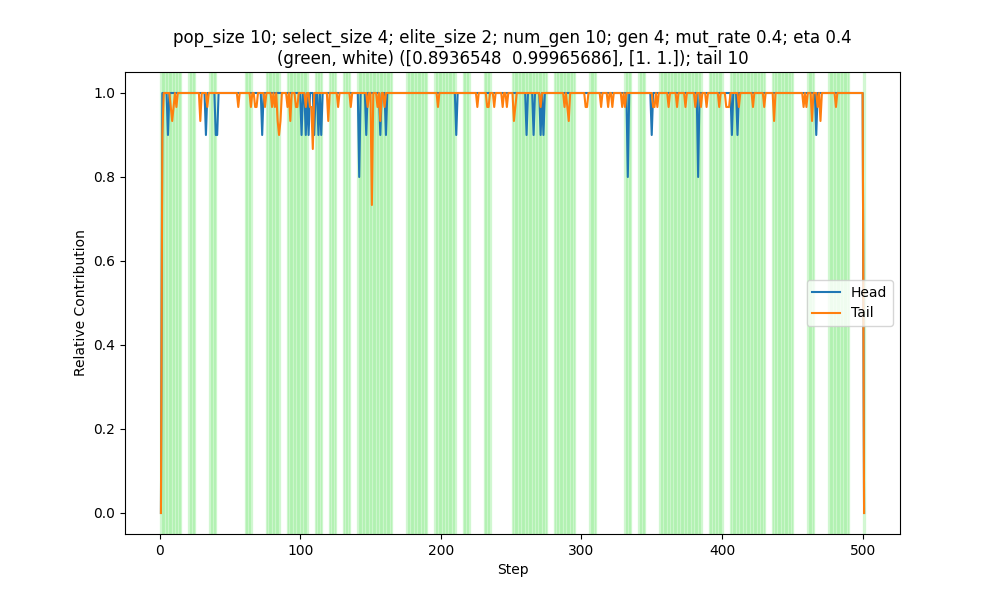 pop_size 10; select_size 4; elite_size 2; num_gen 10; gen 4; mut_rate 0.4; eta 0.4
(green, white) ([0.8936548  0.99965686], [1. 1.]); tail 10
Relative Contribution
1.0
0.8
0.6
0.4
0.2
0.0
Head
Tail
0
100
200
300
400
500
Step